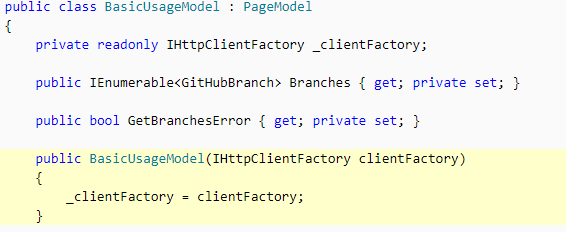 public class BasicUsageModel : PageModel
{
    private readonly IHttpClientFactory _clientFactory;
    public IEnumerable<GitHubBranch> Branches { get; private set; }
    public bool GetBranchesError { get; private set; }
    public BasicUsageModel(IHttpClientFactory clientFactory)
    {
        _clientFactory = clientFactory;
    }